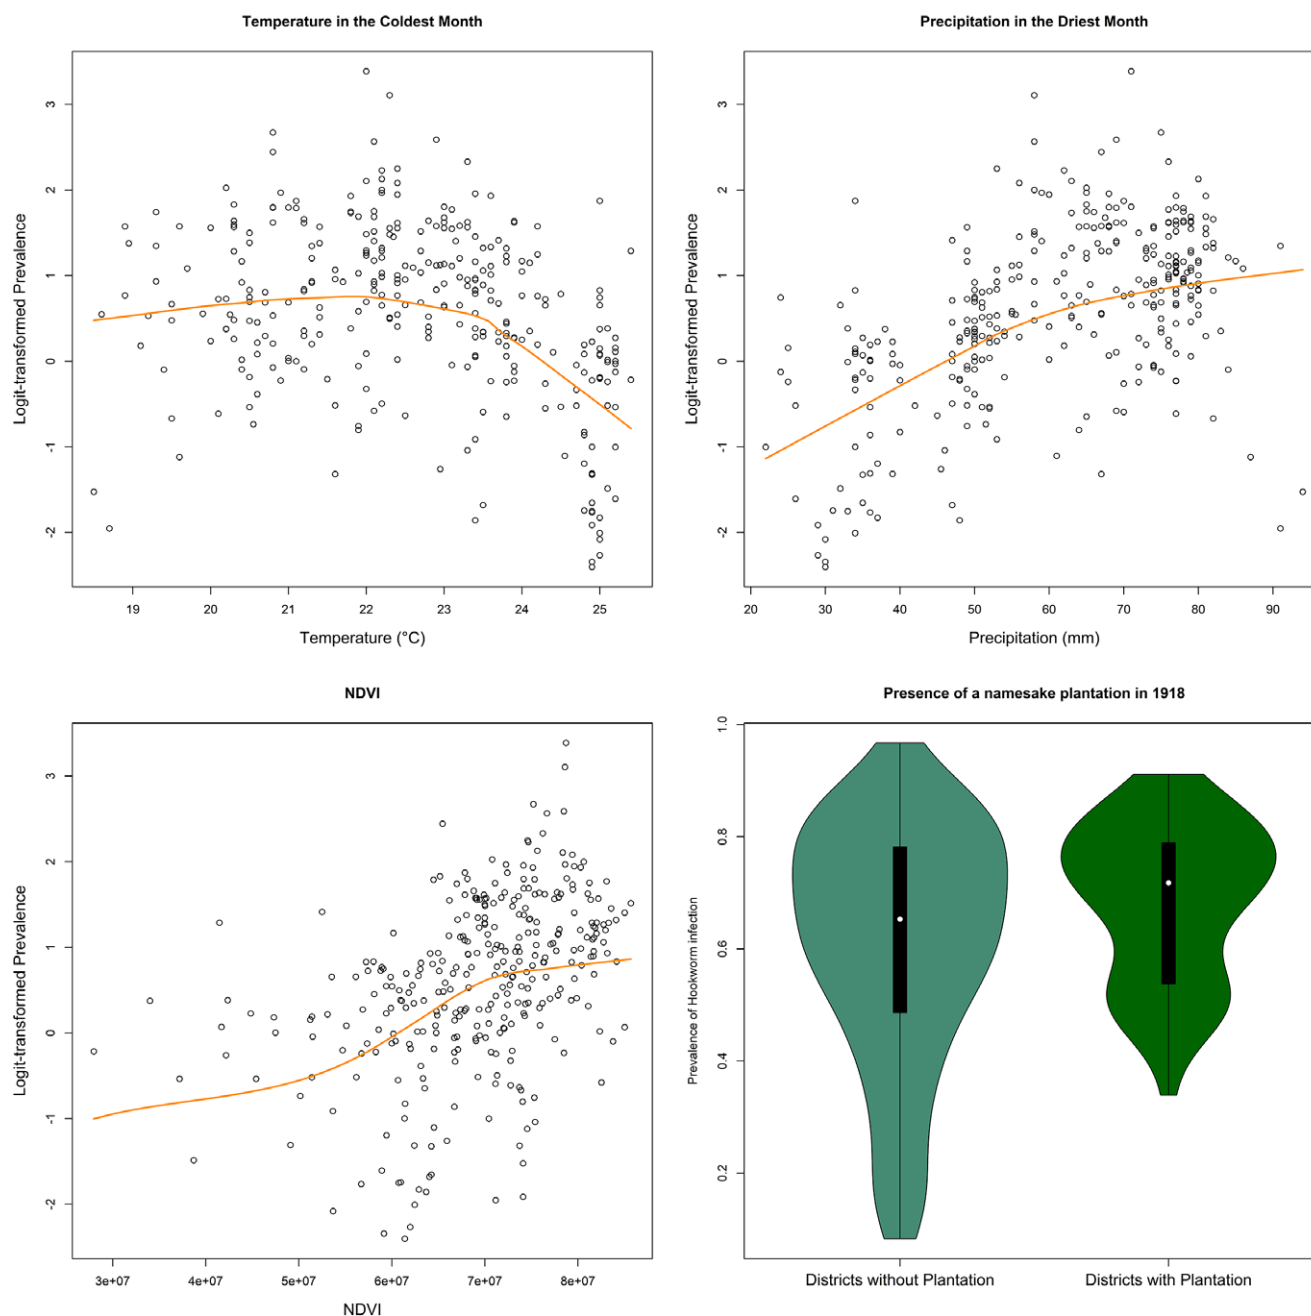 Temperature in the Coldest Month
Logit-transformed Prevalence
3
2
1
0
-1
-2
19 20 21 22 23 24 25
Temperature (°C)
Precipitation in the Driest Month
Logit-transformed Prevalence
3
2
1
0
-1
-2
20 30 40 50 60 70 80 90
Precipitation (mm)
NDVI
Logit-transformed Prevalence
3
2
1
0
-1
-2
3e+07 4e+07 5e+07 6e+07 7e+07 8e+07
NDVI
Presence of a namesake plantation in 1918
Prevalence of Hookworm infection
1.0
0.8
0.6
0.4
0.2
Districts without Plantation Districts with Plantation